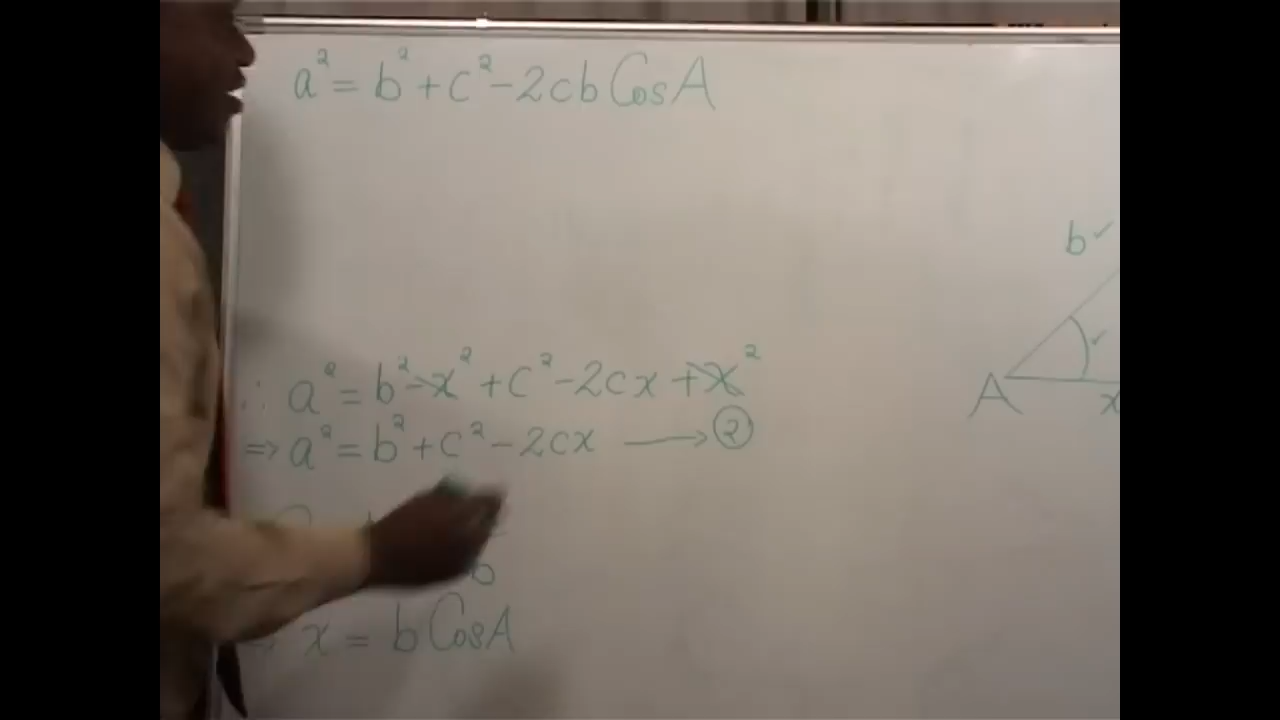 a² = b² + c² - 2cb CosA
b ✓
∴ a² = b² - x² + c² - 2cx + x²
A ✓
x
⇒ a² = b² + c² - 2cx → ②
b
x = b CosA